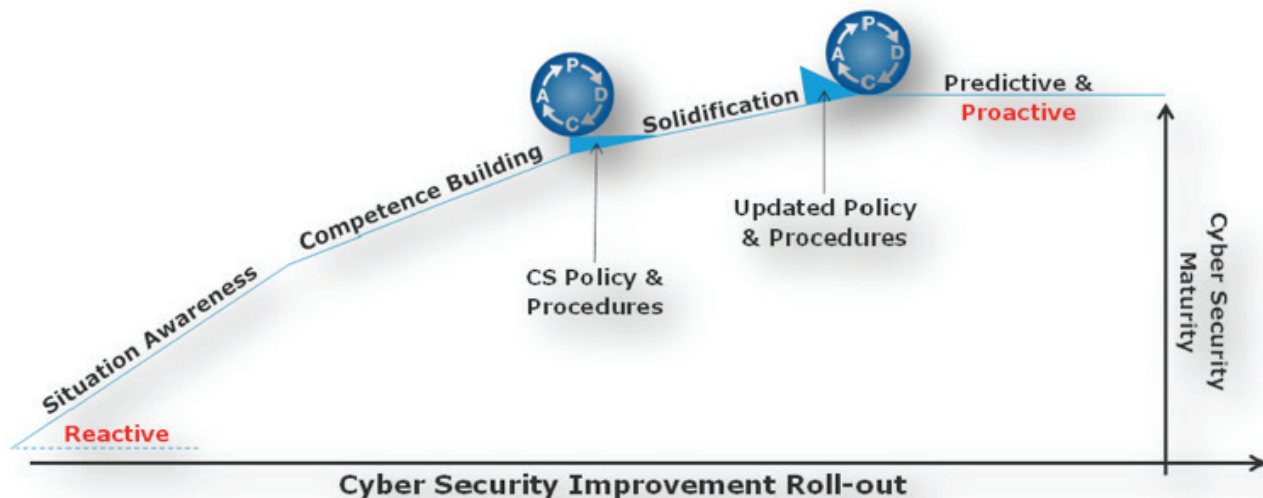 P
D
C
A
P
D
C
A
Predictive &
Proactive
Solidification
Competence Building
Situation Awareness
Reactive
CS Policy &
Procedures
Updated Policy
& Procedures
Cyber Security
Maturity
Cyber Security Improvement Roll-out